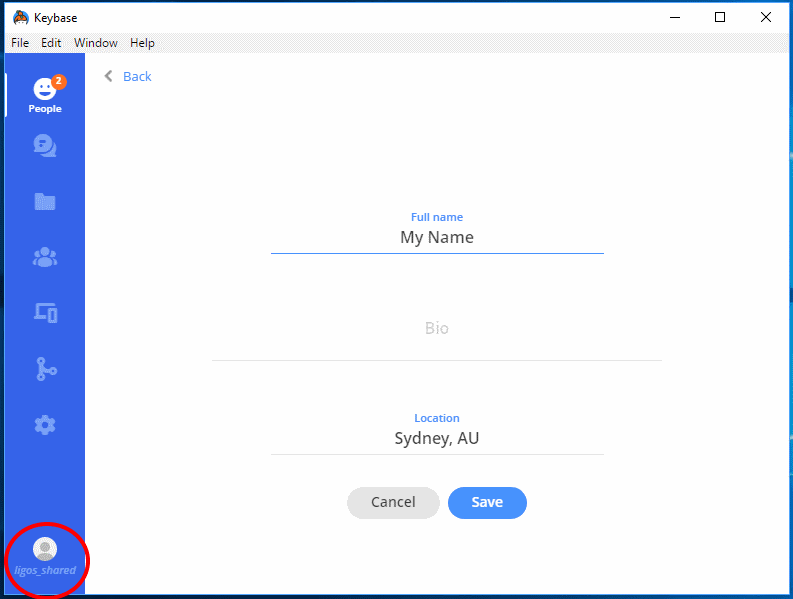 Keybase
File Edit Window Help
2
People
Back
Full name
My Name
Bio
Location
Sydney, AU
Cancel Save
ligos_shared